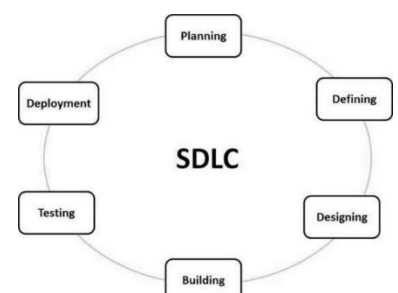 Planning
Deployment
Defining
SDLC
Testing
Designing
Building